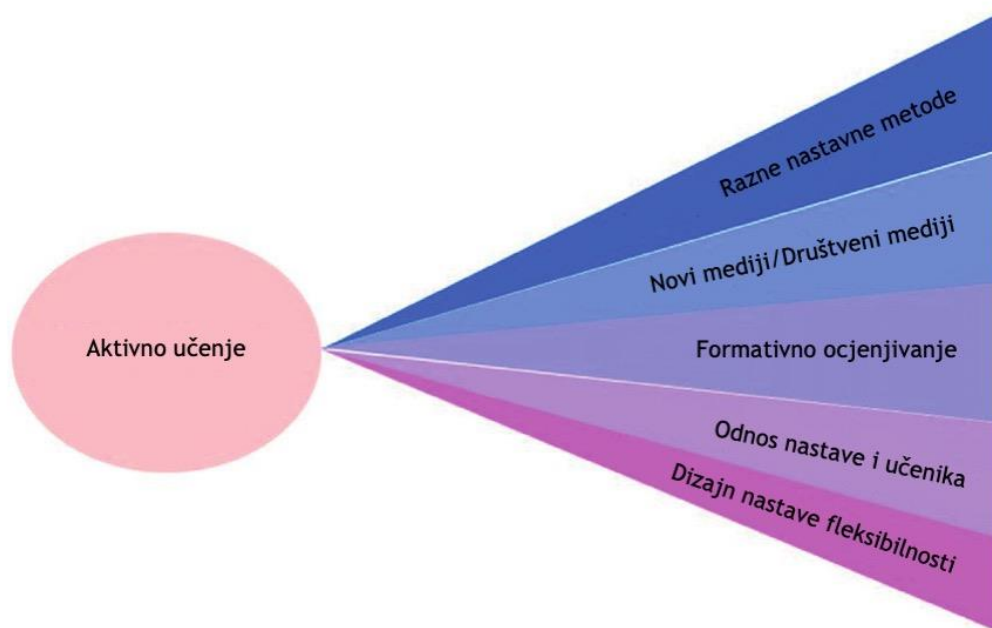 Razne nastavne metode
Novi mediji/Društveni mediji
Aktivno učenje
Formativno ocjenjivanje
Odnos nastave i učenika
Dizajn nastave fleksibilnosti